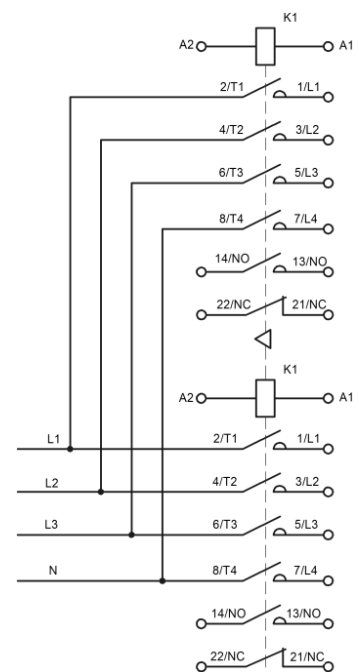 K1
A2 A1
2/T1 1/L1
4/T2 3/L2
6/T3 5/L3
8/T4 7/L4
14/NO 13/NO
22/NC 21/NC
K1
A2 A1
L1 2/T1 1/L1
L2 4/T2 3/L2
L3 6/T3 5/L3
N 8/T4 7/L4
14/NO 13/NO
22/NC 21/NC